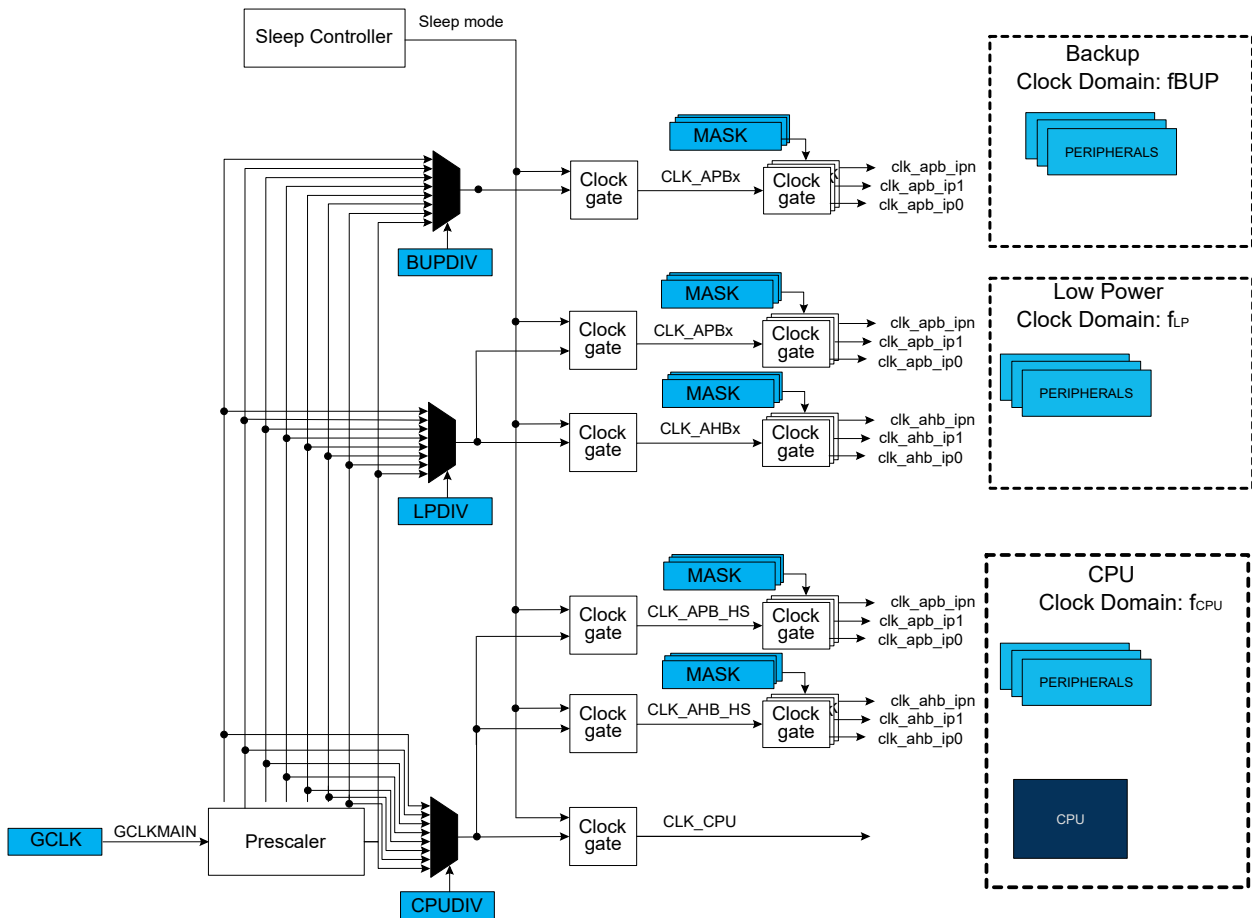 Sleep mode
Sleep Controller
Backup
Clock Domain: fBUP
PERIPHERALS
MASK
Clock
gate
CLK_APBx
Clock
gate
clk_apb_ipn
clk_apb_ip1
clk_apb_ip0
BUPDIV
Low Power
Clock Domain: fLP
PERIPHERALS
MASK
Clock
gate
CLK_APBx
Clock
gate
clk_apb_ipn
clk_apb_ip1
clk_apb_ip0
MASK
Clock
gate
CLK_AHBx
Clock
gate
clk_ahb_ipn
clk_ahb_ip1
clk_ahb_ip0
LPDIV
CPU
Clock Domain: fCPU
PERIPHERALS
CPU
MASK
Clock
gate
CLK_APB_HS
Clock
gate
clk_apb_ipn
clk_apb_ip1
clk_apb_ip0
MASK
Clock
gate
CLK_AHB_HS
Clock
gate
clk_ahb_ipn
clk_ahb_ip1
clk_ahb_ip0
Clock
gate
CLK_CPU
GCLK
GCLKMAIN
Prescaler
CPUDIV